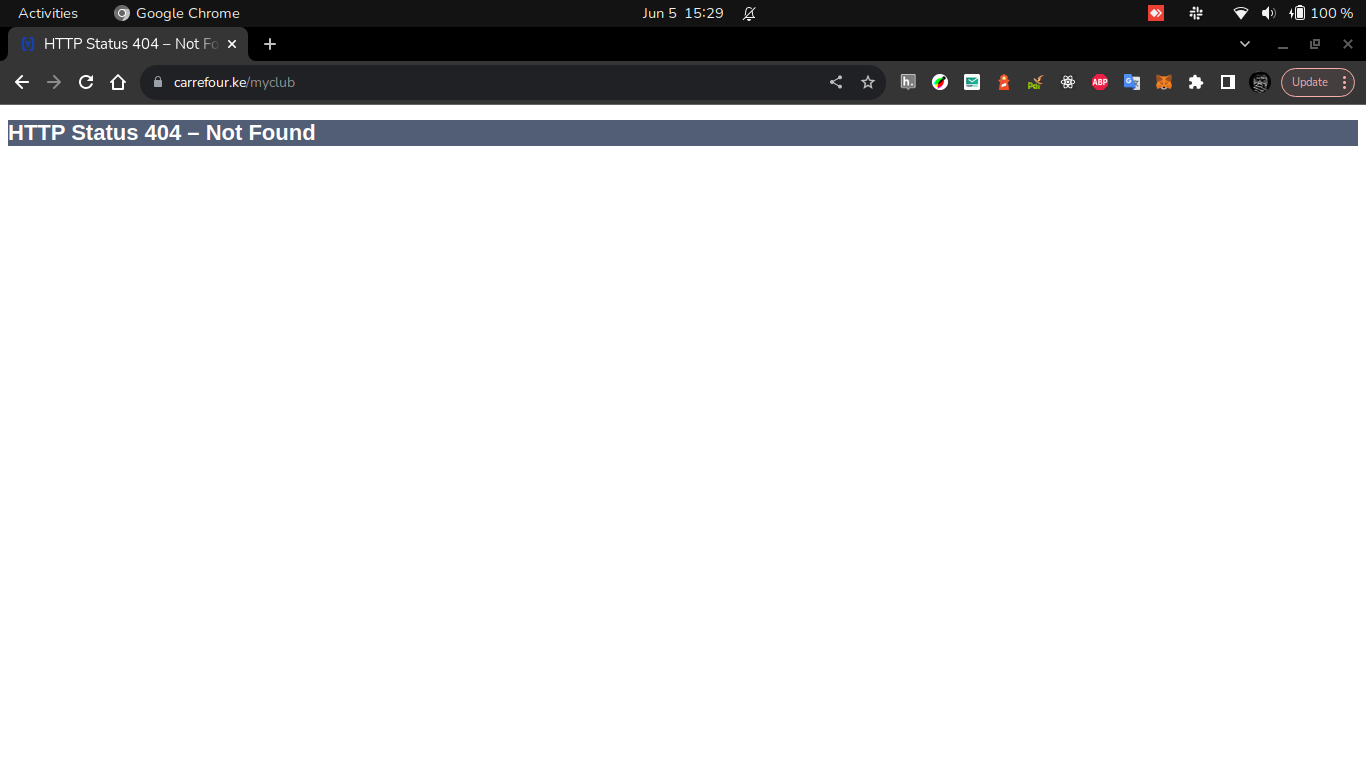 Activities Google Chrome Jun 5 15:29 100 %
HTTP Status 404 – Not Fo
carrefour.ke/myclub h. Pdf ABP G Update
HTTP Status 404 – Not Found